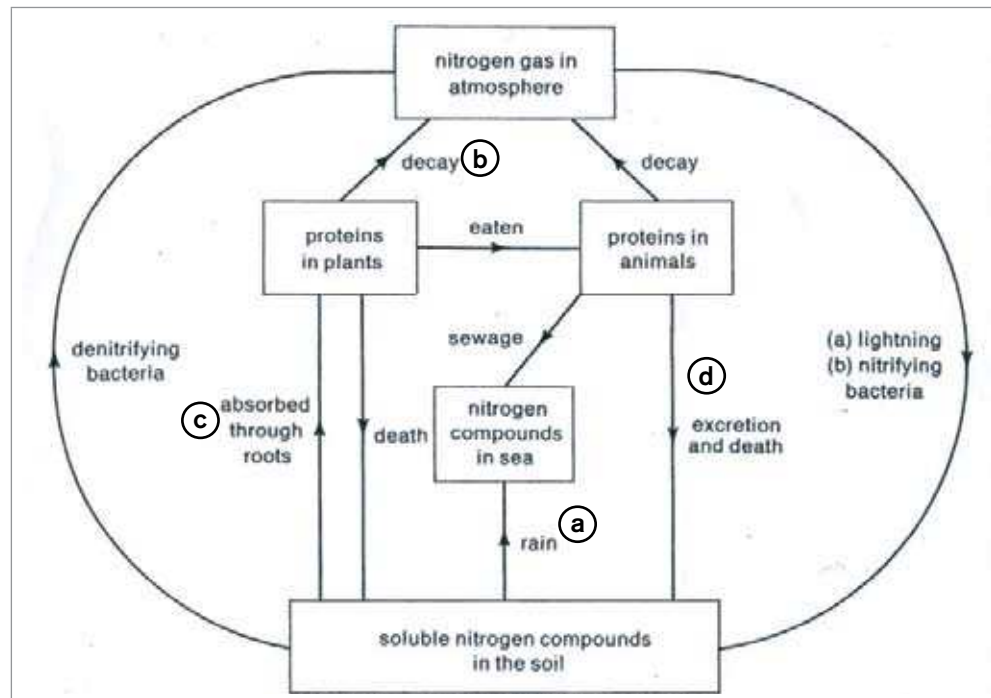 nitrogen gas in
atmosphere
decay
b
decay
proteins
in plants
eaten
proteins in
animals
sewage
denitrifying
bacteria
(a) lightning
(b) nitrifying
bacteria
d
c
absorbed
through
roots
death
nitrogen
compounds
in sea
excretion
and death
a
rain
soluble nitrogen compounds
in the soil